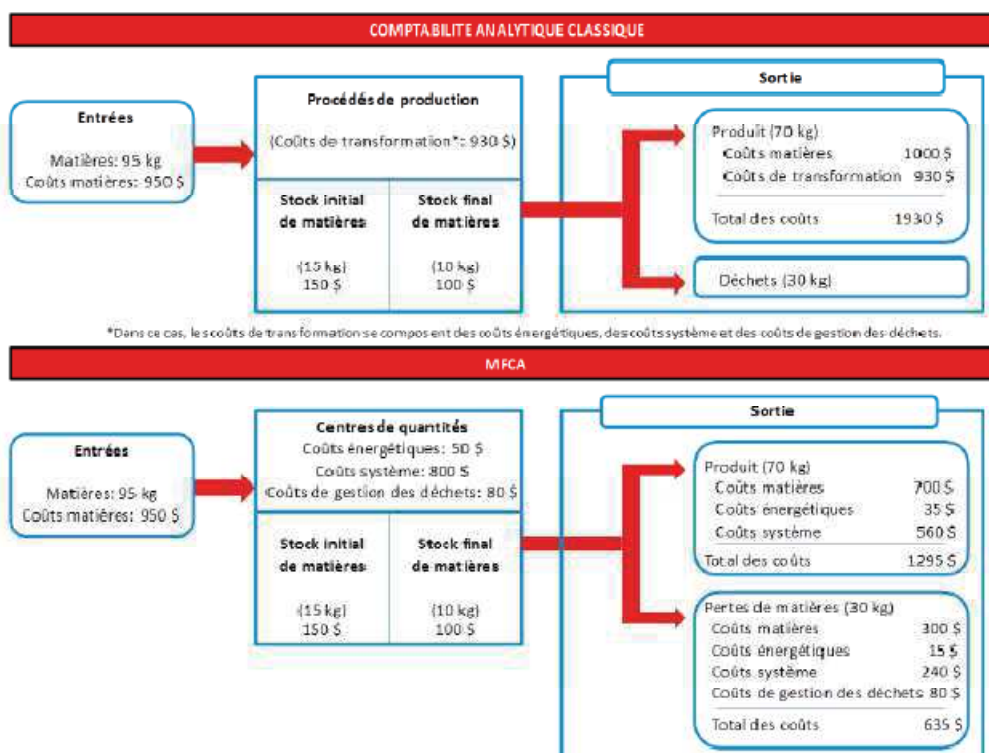 COMPTABILITE ANALYTIQUE CLASSIQUE
Entrées
Matières: 95 kg
Coûts matières: 950 $
Procédés de production
(Coûts de transformation*: 930 $)
Stock initial
de matières
(15 kg)
150 $
Stock final
de matières
(10 kg)
100 $
Sortie
Produit (70 kg)
Coûts matières 1000 $
Coûts de transformation 930 $
Total des coûts 1930 $
Déchets (30 kg)
*Dans ce cas, les coûts de transformation se composent des coûts énergétiques, des coûts système et des coûts de gestion des déchets.
MFCA
Entrées
Matières: 95 kg
Coûts matières: 950 $
Centres de quantités
Coûts énergétiques: 50 $
Coûts système: 800 $
Coûts de gestion des déchets: 80 $
Stock initial
de matières
(15 kg)
150 $
Stock final
de matières
(10 kg)
100 $
Sortie
Produit (70 kg)
Coûts matières 700 $
Coûts énergétiques 35 $
Coûts système 560 $
Total des coûts 1295 $
Pertes de matières (30 kg)
Coûts matières 300 $
Coûts énergétiques 15 $
Coûts système 240 $
Coûts de gestion des déchets 80 $
Total des coûts 635 $